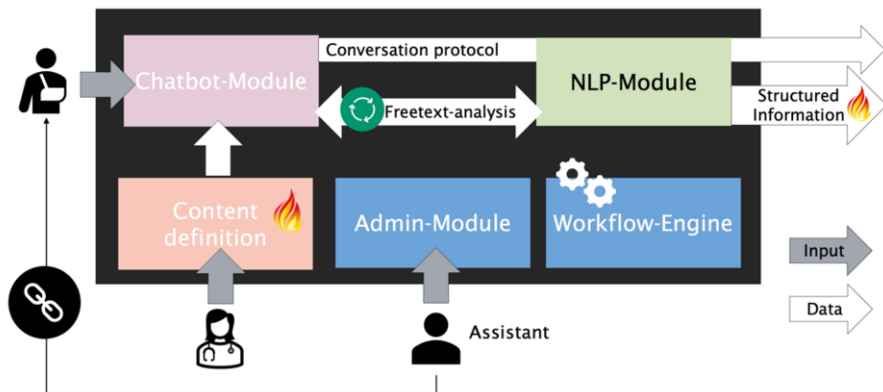 Conversation protocol
Chatbot-Module
NLP-Module
Freetext-analysis
Structured
Information
Content
definition
Admin-Module
Workflow-Engine
Input
Data
Assistant